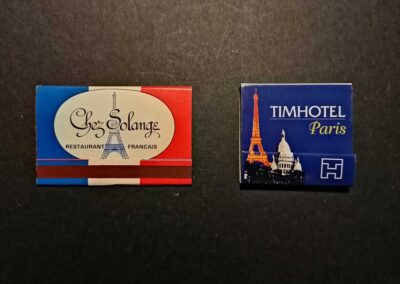 Chez Solange
RESTAURANT FRANCAIS
TIMHOTEL
Paris
H